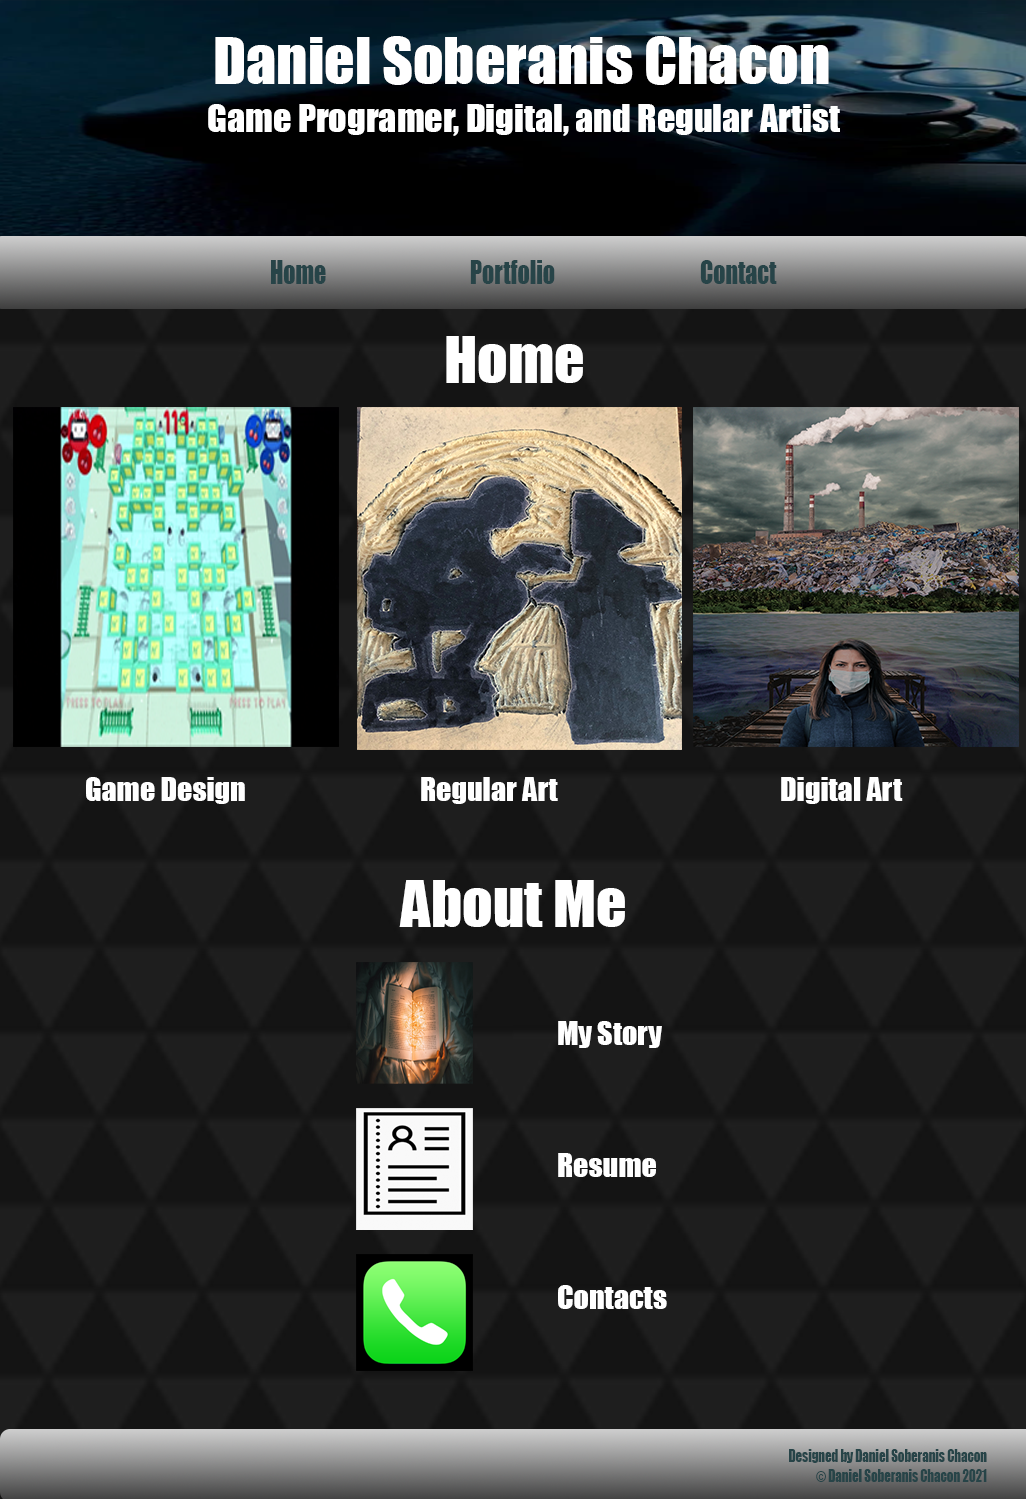 Daniel Soberanis Chacon
Game Programer, Digital, and Regular Artist
Home
Portfolio
Contact
Home
119
PRESS TO PLAY
PRESS TO PLAY
Game Design
Regular Art
Digital Art
About Me
My Story
Resume
Contacts
Designed by Daniel Soberanis Chacon
© Daniel Soberanis Chacon 2021